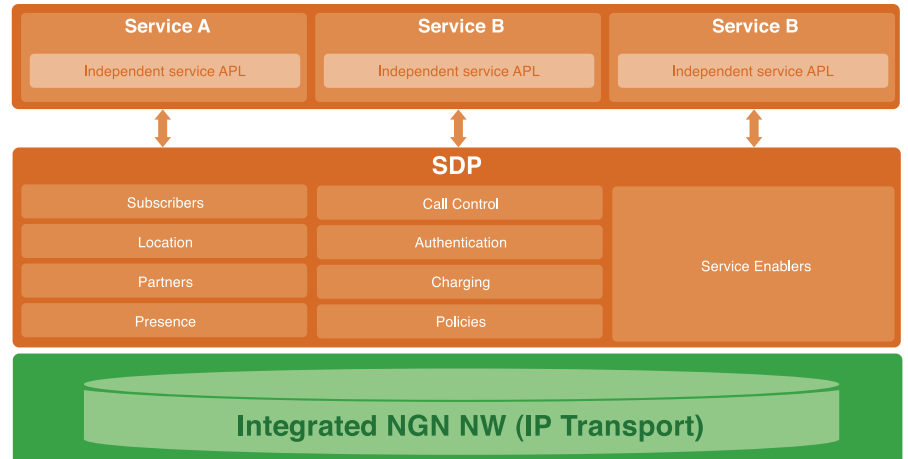 Service A
Service B
Service B
Independent service APL
Independent service APL
Independent service APL
SDP
Subscribers
Call Control
Location
Authentication
Service Enablers
Partners
Charging
Presence
Policies
Integrated NGN NW (IP Transport)